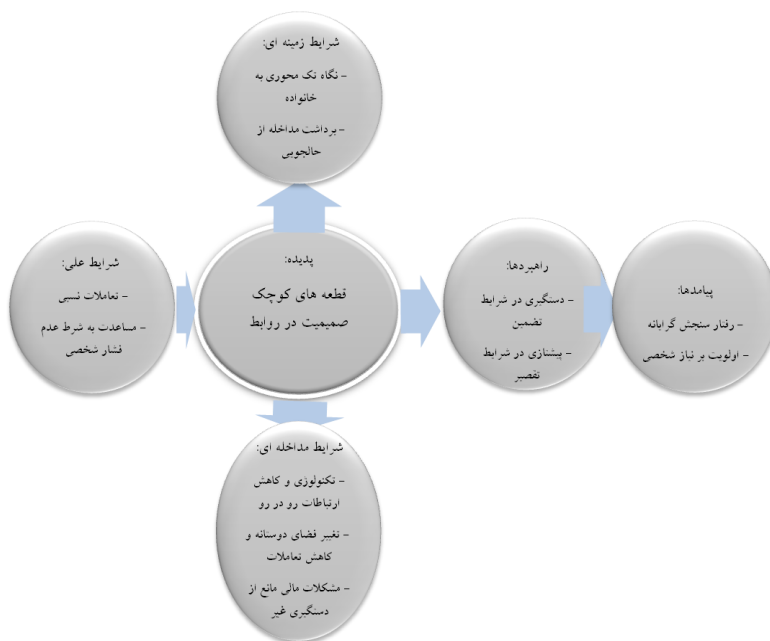 شرایط زمینه ای:
- نگاه تک محوری به
خانواده
- برداشت مداخله از
حالجویی
شرایط علی:
- تعاملات نسبی
- مساعدت به شرط عدم
فشار شخصی
پدیده:
قطعه های کوچک
صمیمیت در روابط
راهبردها:
- دستگیری در شرایط
تضمین
- پیشتازی در شرایط
تقصیر
پیامدها:
- رفتار سنجش گرایانه
- اولویت بر نیاز شخصی
شرایط مداخله ای:
- تکنولوژی و کاهش
ارتباطات رو در رو
- تغییر فضای دوستانه و
کاهش تعاملات
- مشکلات مالی مانع از
دستگیری غیر